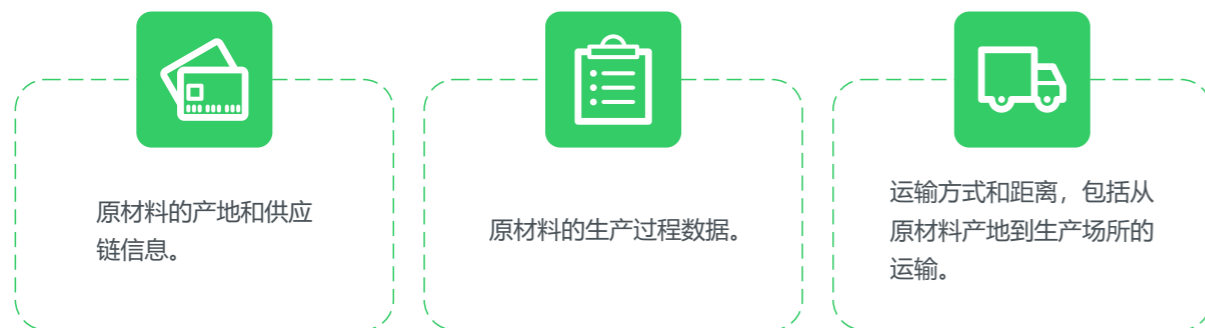 原材料的产地和供应
链信息。
原材料的生产过程数据。
运输方式和距离，包括从
原材料产地到生产场所的
运输。